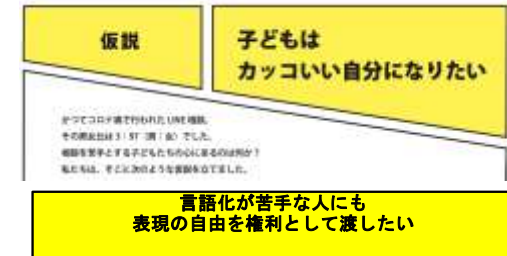 仮説
子どもは
カッコいい自分になりたい
かつてコロナ禍で行われた LINE 相談。
その男女比は
でした。
相談を苦手とする子どもたちの心にあるのは何か？
私たちは、そこに次のような仮説を立てました。
言語化が苦手な人にも
表現の自由を権利として渡したい